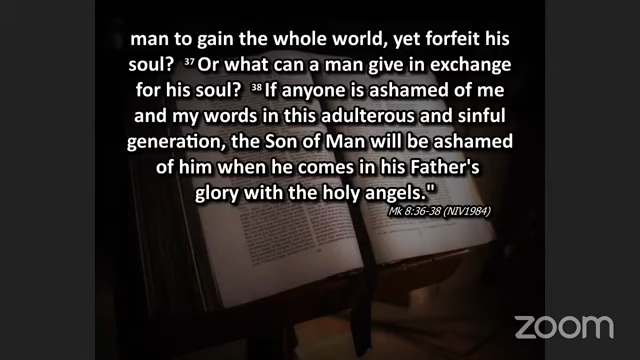 man to gain the whole world, yet forfeit his
soul? 37 Or what can a man give in exchange
for his soul? 38 If anyone is ashamed of me
and my words in this adulterous and sinful
generation, the Son of Man will be ashamed
of him when he comes in his Father's
glory with the holy angels."
Mk 8:36-38 (NIV1984)
zoom